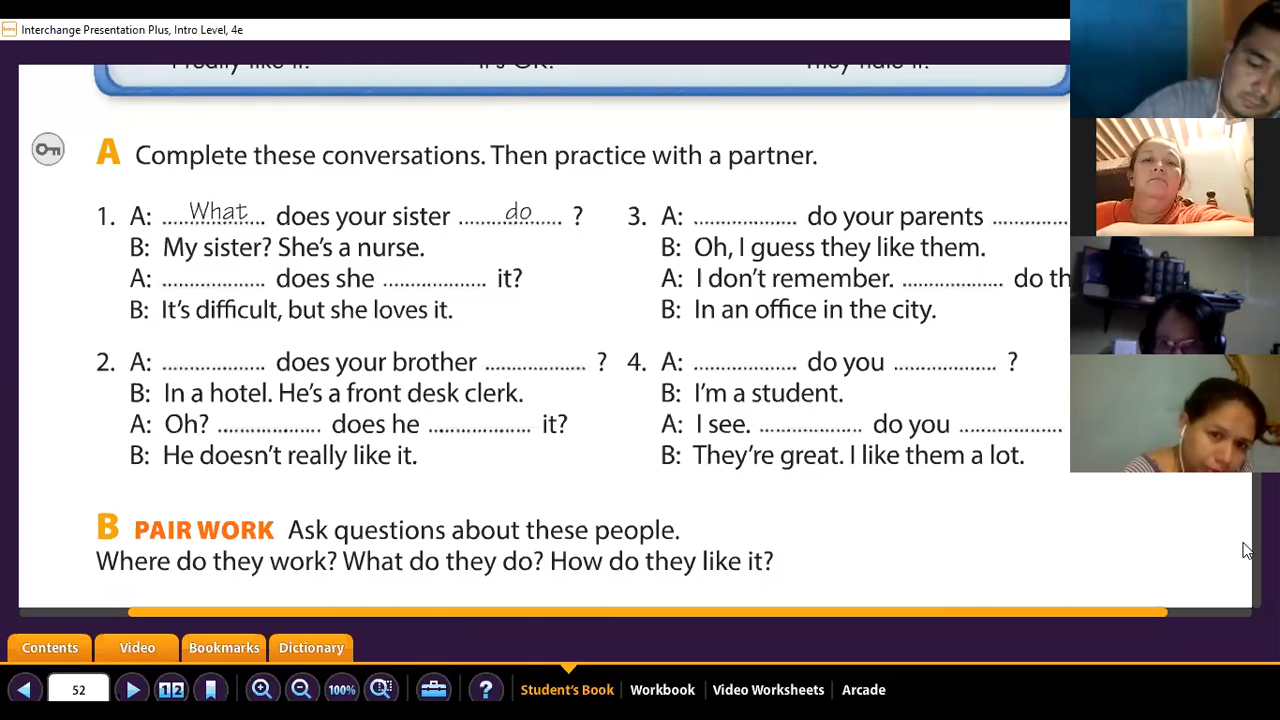 Interchange Presentation Plus, Intro Level, 4e
A Complete these conversations. Then practice with a partner.
1. A: What does your sister do ?
B: My sister? She's a nurse.
A: .................. does she .................. it?
B: It's difficult, but she loves it.
2. A: .................. does your brother .................. ?
B: In a hotel. He's a front desk clerk.
A: Oh? .................. does he .................. it?
B: He doesn't really like it.
3. A: .................. do your parents ..................
B: Oh, I guess they like them.
A: I don't remember. .................. do th
B: In an office in the city.
4. A: .................. do you .................. ?
B: I'm a student.
A: I see. .................. do you ..................
B: They're great. I like them a lot.
B PAIR WORK Ask questions about these people.
Where do they work? What do they do? How do they like it?
Contents Video Bookmarks Dictionary
52 12 100% ? Student's Book Workbook Video Worksheets Arcade